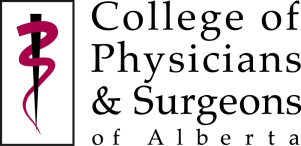 College of
Physicians
& Surgeons
of Alberta